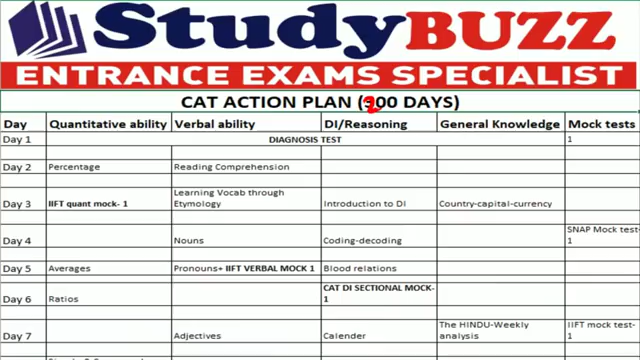 StudyBUZZ
ENTRANCE EXAMS SPECIALIST
CAT ACTION PLAN (200 DAYS)
Day Quantitative ability Verbal ability DI/Reasoning General Knowledge Mock tests
Day 1 DIAGNOSIS TEST 1
Day 2 Percentage Reading Comprehension
Learning Vocab through
Day 3 IIFT quant mock- 1 Etymology Introduction to DI Country-capital-currency
SNAP Mock test-
Day 4 Nouns Coding-decoding 1
Day 5 Averages Pronouns+ IIFT VERBAL MOCK 1 Blood relations
CAT DI SECTIONAL MOCK-
Day 6 Ratios 1
The HINDU-Weekly IIFT mock test-
Day 7 Adjectives Calender analysis 1